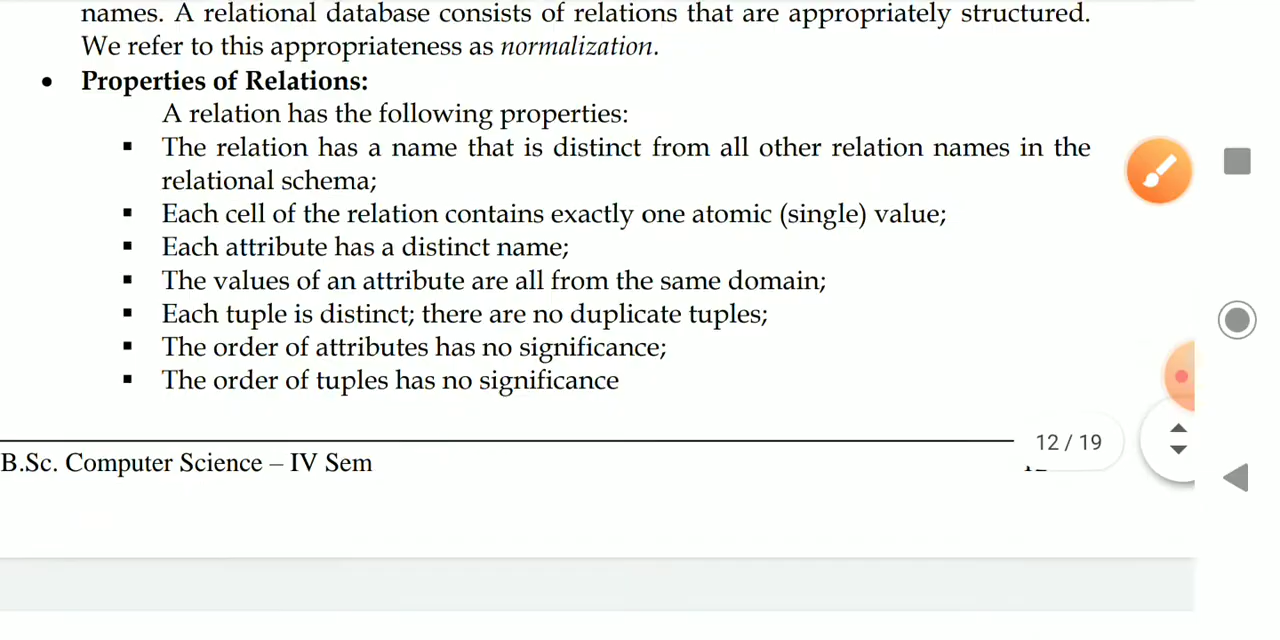 names. A relational database consists of relations that are appropriately structured.
We refer to this appropriateness as normalization.
• Properties of Relations:
A relation has the following properties:
▪ The relation has a name that is distinct from all other relation names in the
relational schema;
▪ Each cell of the relation contains exactly one atomic (single) value;
▪ Each attribute has a distinct name;
▪ The values of an attribute are all from the same domain;
▪ Each tuple is distinct; there are no duplicate tuples;
▪ The order of attributes has no significance;
▪ The order of tuples has no significance
12 / 19
B.Sc. Computer Science – IV Sem